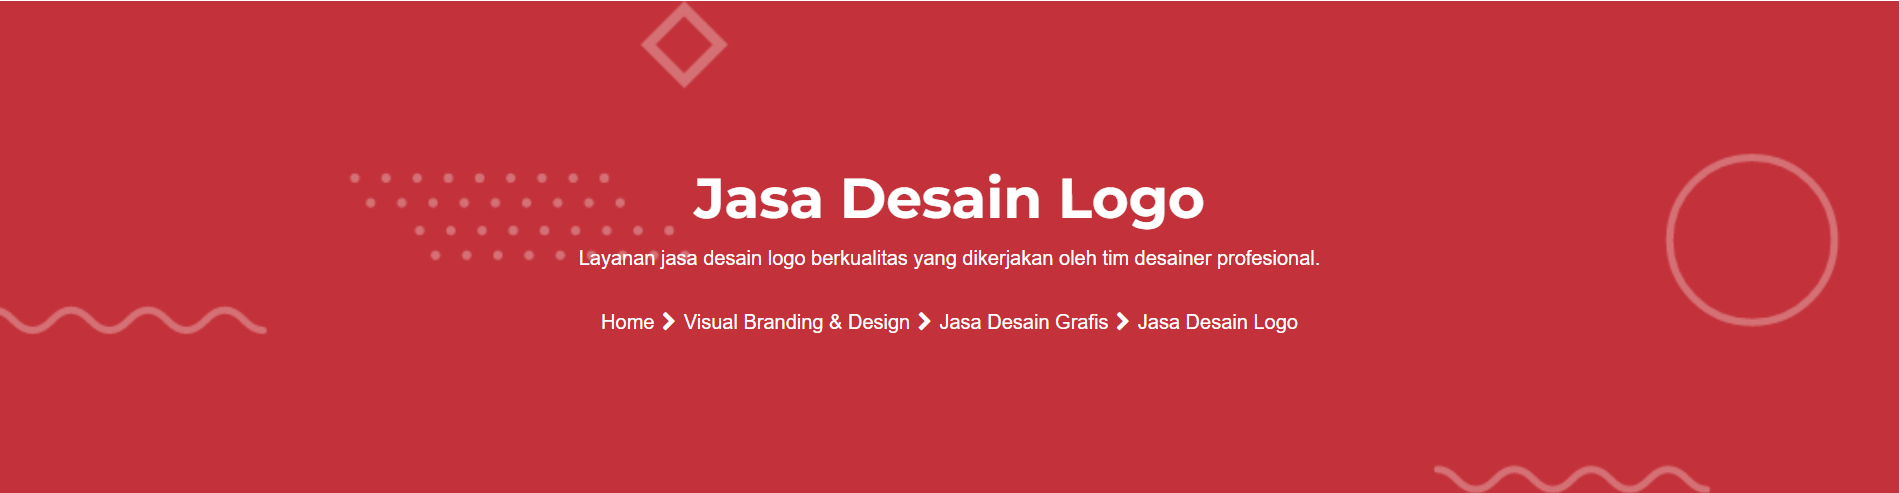 Jasa Desain Logo
Layanan jasa desain logo berkualitas yang dikerjakan oleh tim desainer profesional.
Home > Visual Branding & Design > Jasa Desain Grafis > Jasa Desain Logo